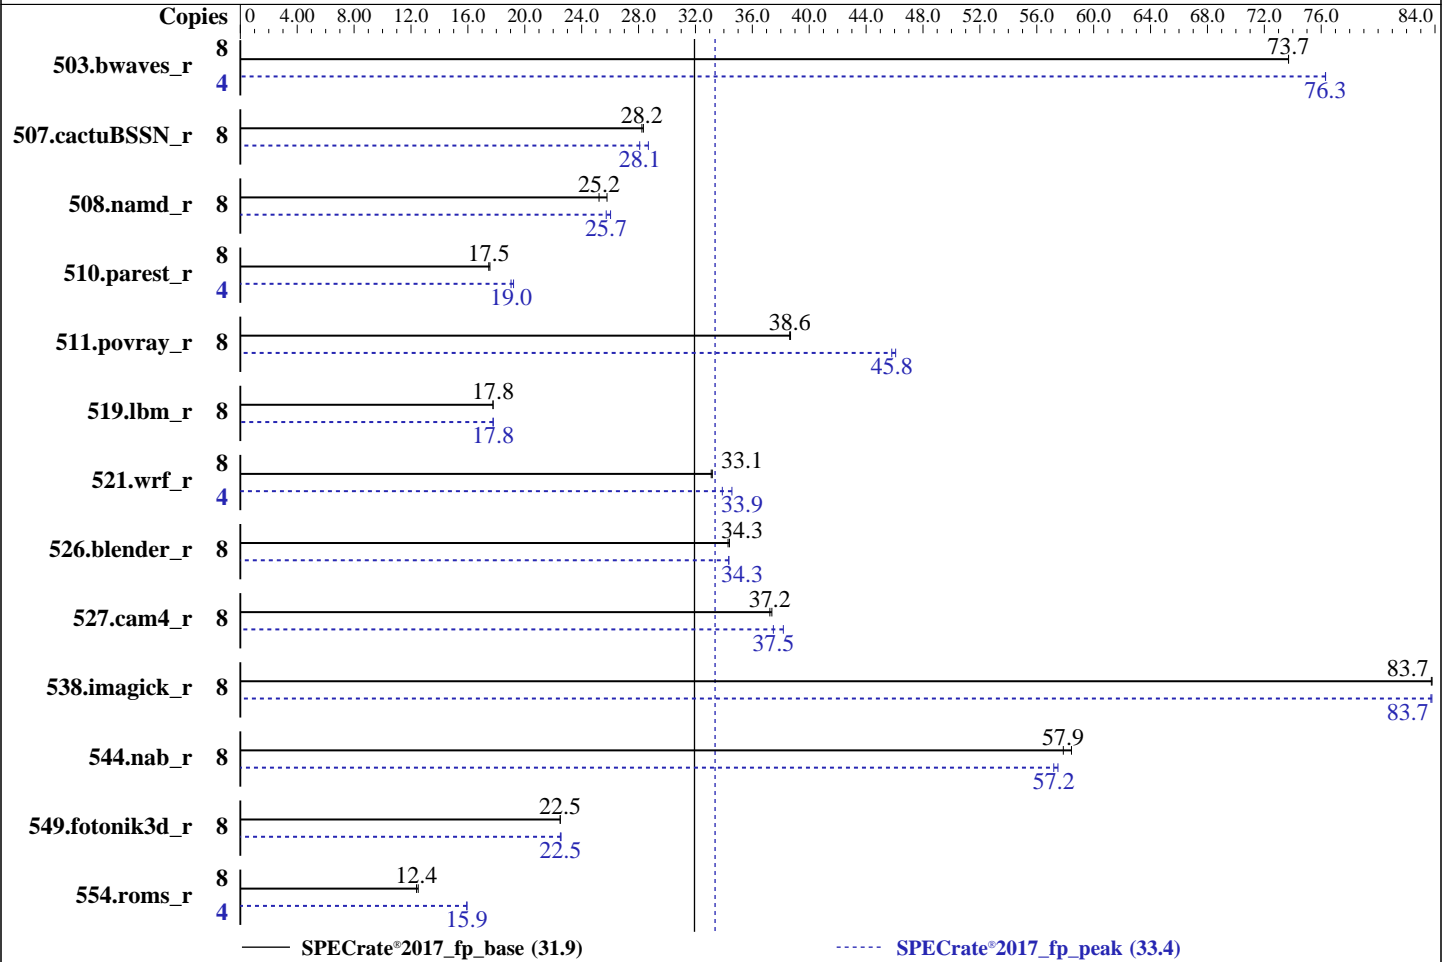 Copies 0 4.00 8.00 12.0 16.0 20.0 24.0 28.0 32.0 36.0 40.0 44.0 48.0 52.0 56.0 60.0 64.0 68.0 72.0 76.0 84.0
503.bwaves_r 8 73.7
4 76.3
507.cactuBSSN_r 8 28.2
28.1
508.namd_r 8 25.2
25.7
510.parest_r 8 17.5
4 19.0
511.povray_r 8 38.6
45.8
519.lbm_r 8 17.8
17.8
521.wrf_r 8 33.1
4 33.9
526.blender_r 8 34.3
34.3
527.cam4_r 8 37.2
37.5
538.imagick_r 8 83.7
83.7
544.nab_r 8 57.9
57.2
549.fotonik3d_r 8 22.5
22.5
554.roms_r 8 12.4
4 15.9
SPECrate®2017_fp_base (31.9) SPECrate®2017_fp_peak (33.4)